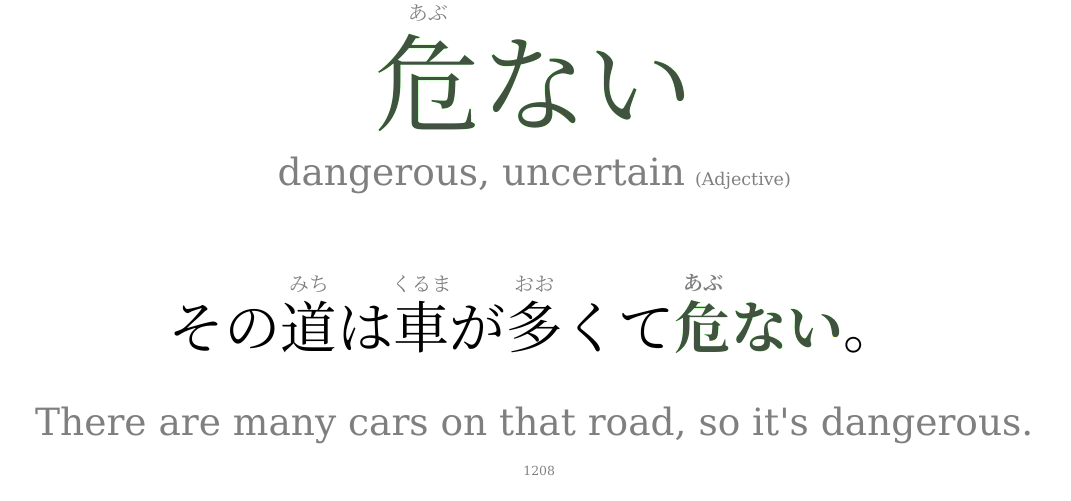 あぶ
危ない
dangerous, uncertain (Adjective)
みち くるま おお あぶ
その道は車が多くて危ない。
There are many cars on that road, so it's dangerous.
1208